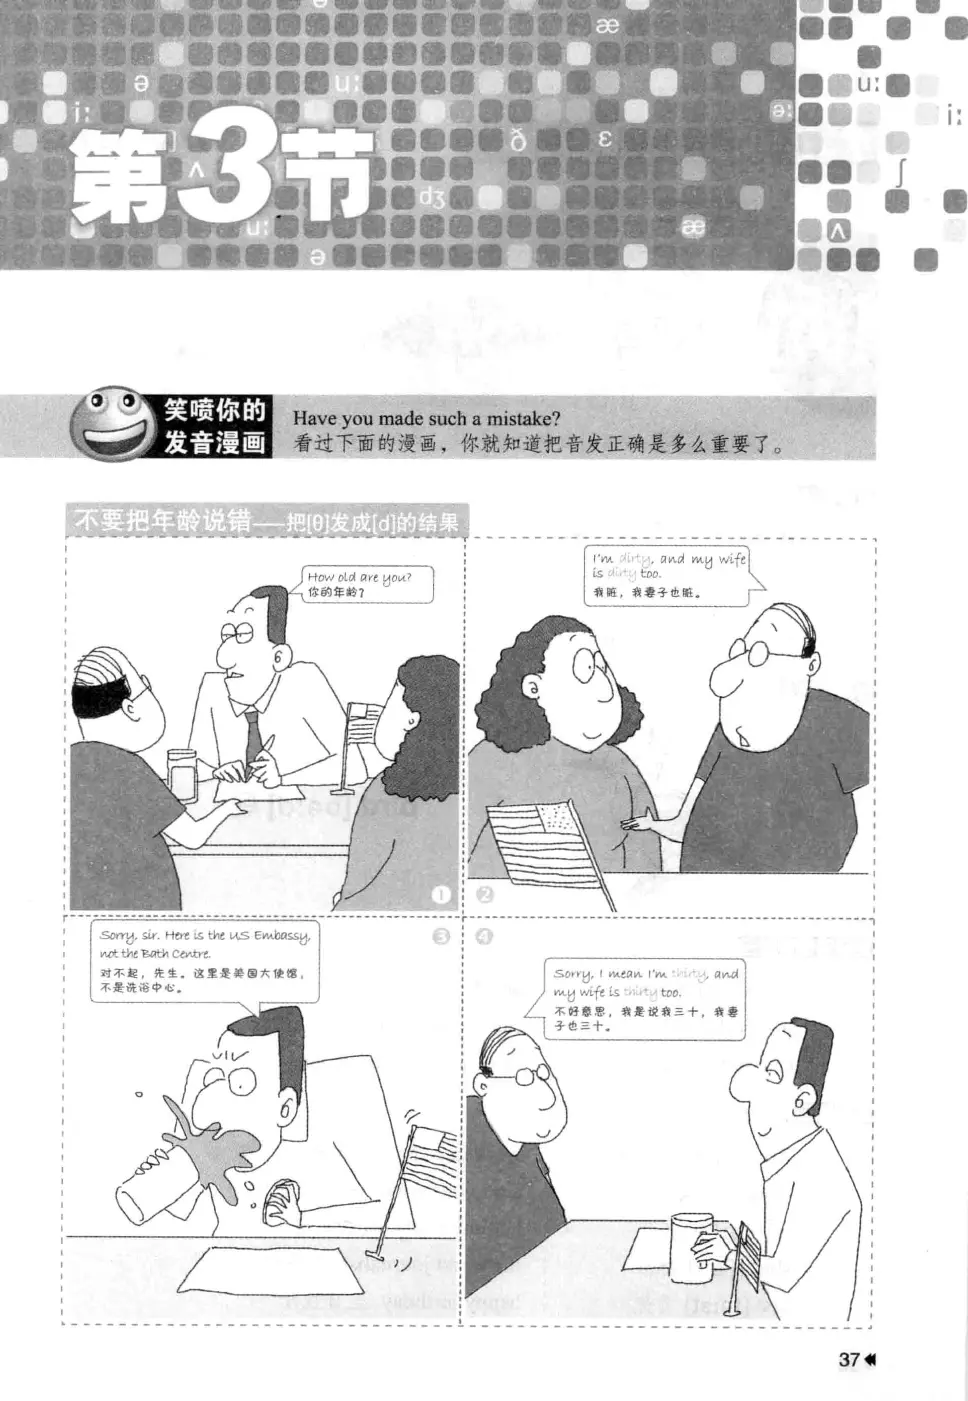 ə
æ
ə
u:
u:
i:
ə:
i:
第3节
ʌ
ð
ɛ
ʃ
dʒ
u:
æ
ʌ
ə
笑喷你的
发音漫画
Have you made such a mistake?
看过下面的漫画，你就知道把音发正确是多么重要了。
不要把年龄说错——把[θ]发成[d]的结果
How old are you?
你的年龄？
①
I'm dirty, and my wife
is dirty too.
我脏，我妻子也脏。
②
Sorry, sir. Here is the US Embassy,
not the Bath Centre.
对不起，先生。这里是美国大使馆，
不是洗浴中心。
③
④
Sorry, I mean I'm thirty, and
my wife is thirty too.
不好意思，我是说我三十，我妻
子也三十。
37